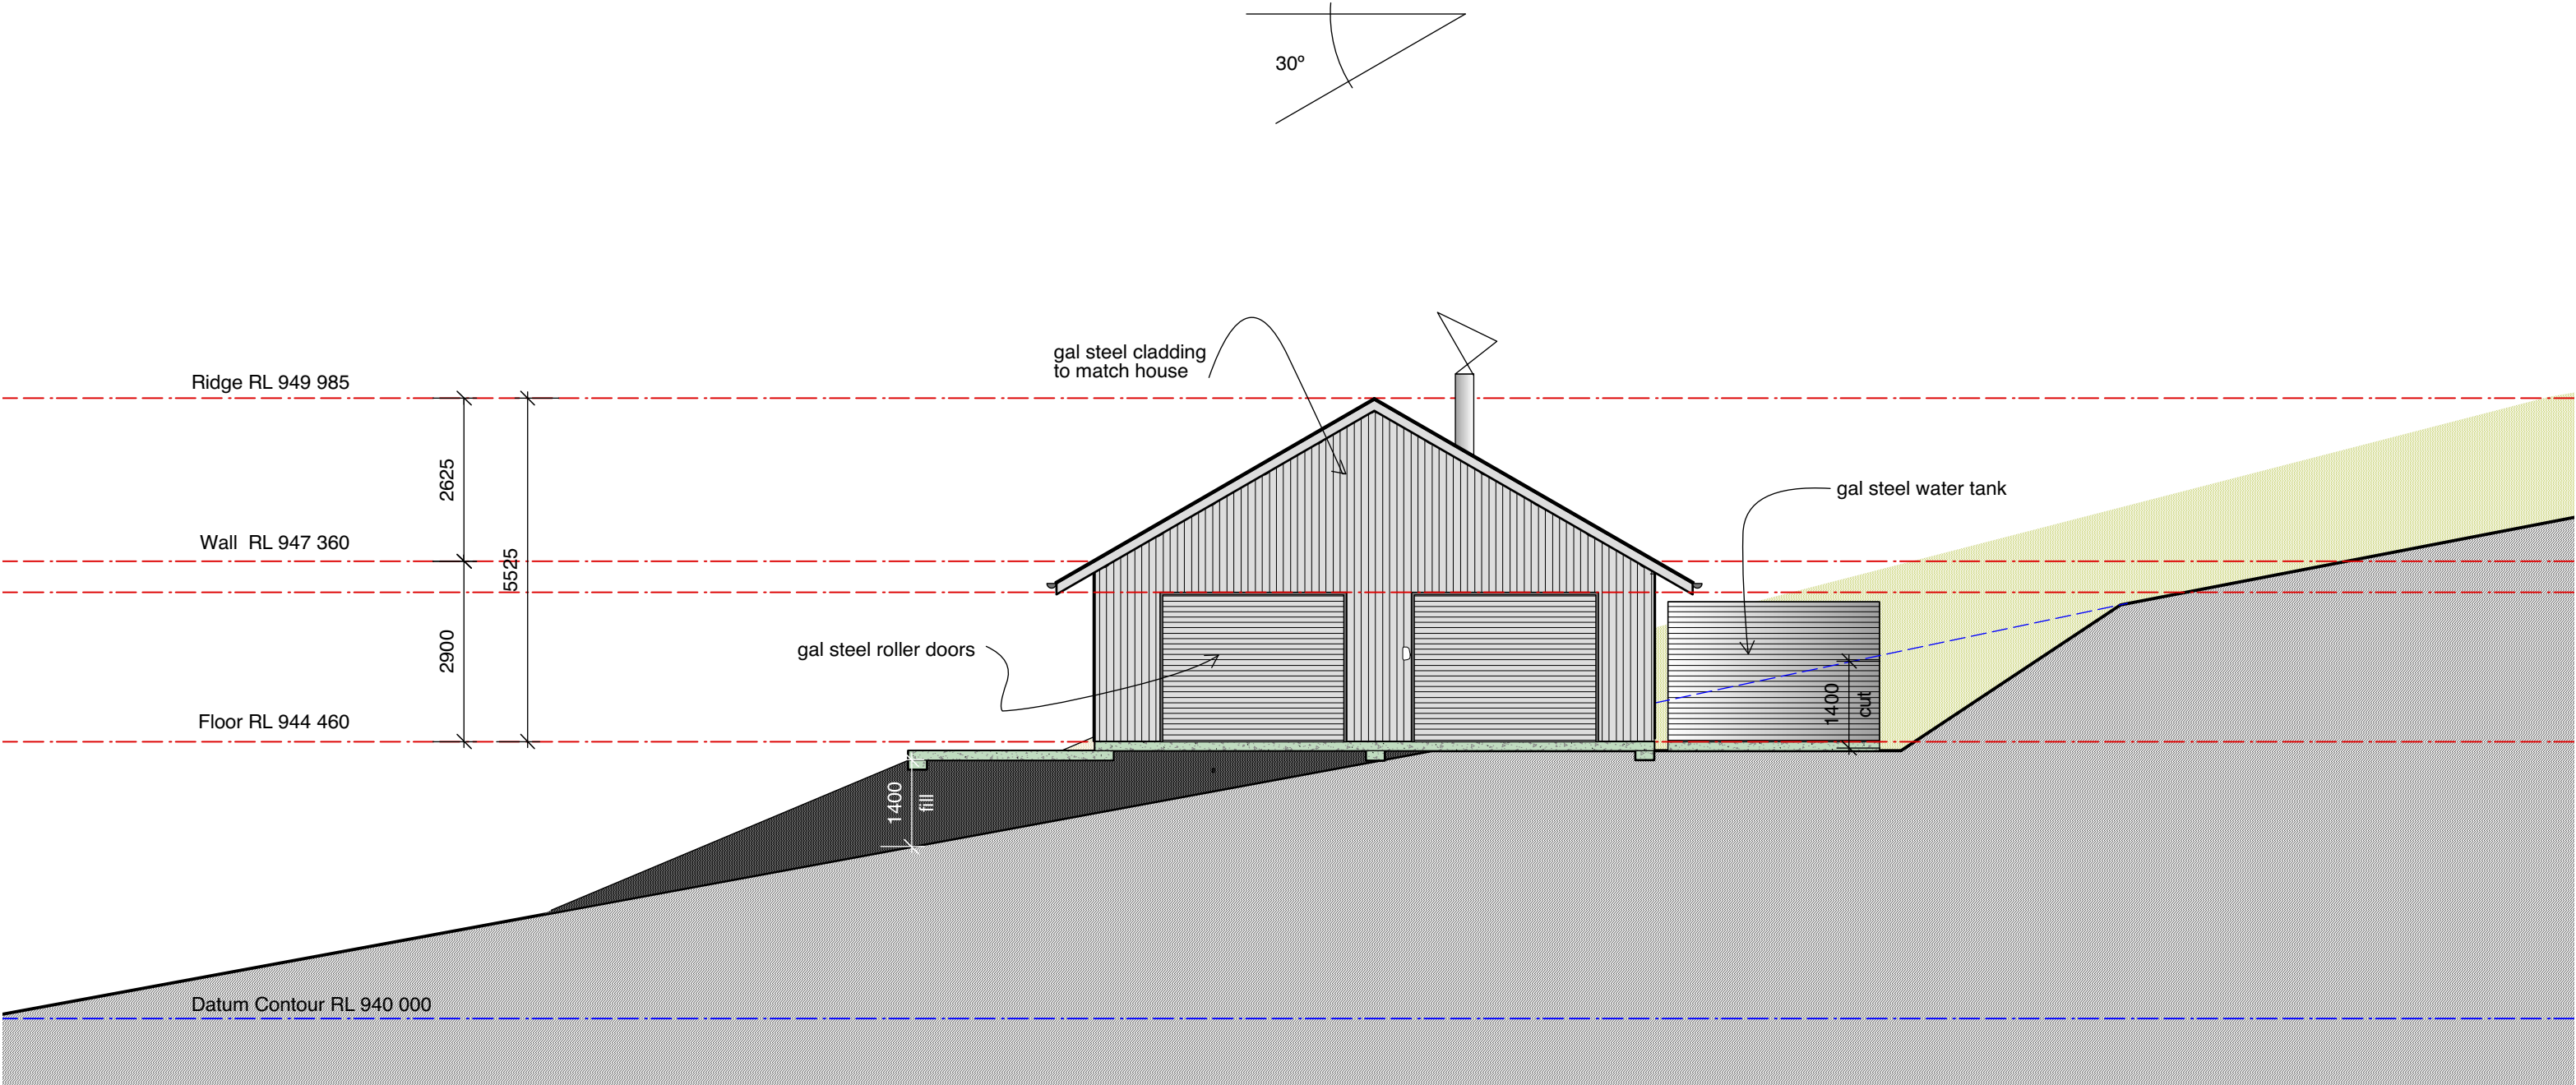 30º
gal steel cladding
to match house
Ridge RL 949 985
2625
gal steel water tank
Wall RL 947 360
5525
2900
gal steel roller doors
1400
cut
Floor RL 944 460
1400
fill
Datum Contour RL 940 000